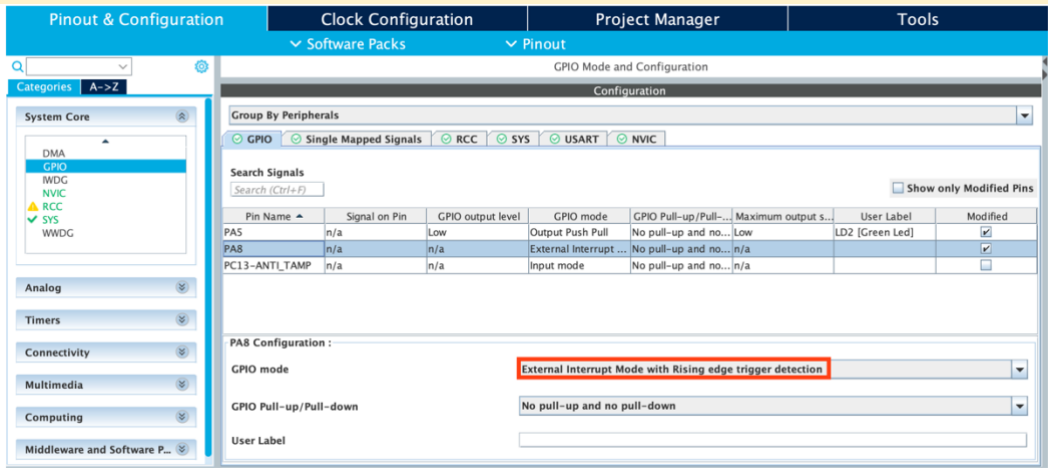 Pinout & Configuration
Clock Configuration
Project Manager
Tools
Software Packs
Pinout
GPIO Mode and Configuration
Categories
A->Z
Configuration
System Core
DMA
GPIO
IWDG
NVIC
RCC
SYS
WWDG
Analog
Timers
Connectivity
Multimedia
Computing
Middleware and Software P...
Group By Peripherals
GPIO
Single Mapped Signals
RCC
SYS
USART
NVIC
Search Signals
Search (Ctrl+F)
Show only Modified Pins
Pin Name Signal on Pin GPIO output level GPIO mode GPIO Pull-up/Pull-... Maximum output s... User Label Modified
PA5 n/a Low Output Push Pull No pull-up and no... Low LD2 [Green Led]
PA8 n/a n/a External Interrupt ... No pull-up and no... n/a
PC13-ANTI_TAMP n/a n/a Input mode No pull-up and no... n/a
PA8 Configuration :
GPIO mode External Interrupt Mode with Rising edge trigger detection
GPIO Pull-up/Pull-down No pull-up and no pull-down
User Label